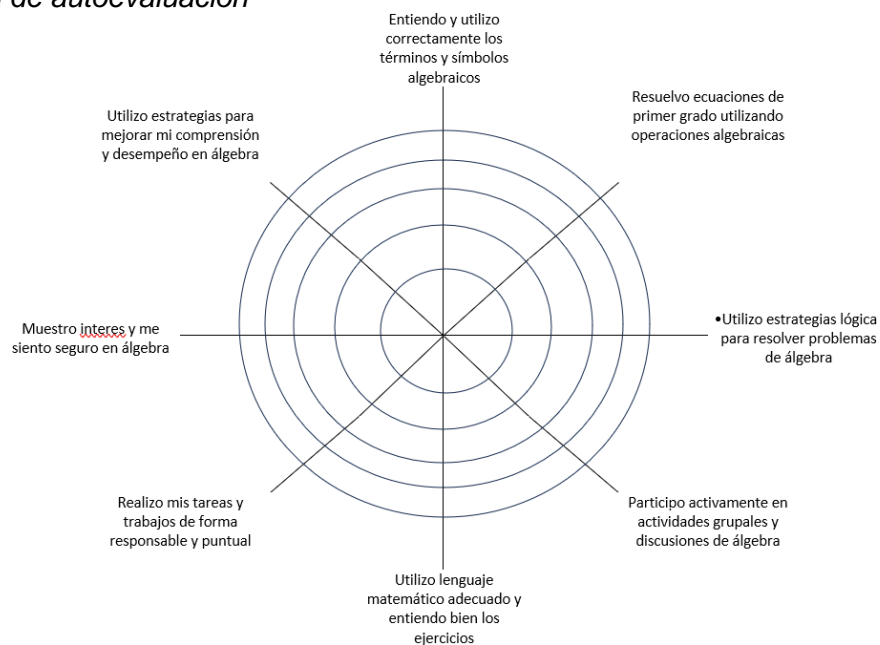 de autoevaluación
Entiendo y utilizo
correctamente los
términos y símbolos
algebraicos
Resuelvo ecuaciones de
primer grado utilizando
operaciones algebraicas
•Utilizo estrategias lógica
para resolver problemas
de álgebra
Participo activamente en
actividades grupales y
discusiones de álgebra
Utilizo lenguaje
matemático adecuado y
entiendo bien los
ejercicios
Realizo mis tareas y
trabajos de forma
responsable y puntual
Muestro interes y me
siento seguro en álgebra
Utilizo estrategias para
mejorar mi comprensión
y desempeño en álgebra